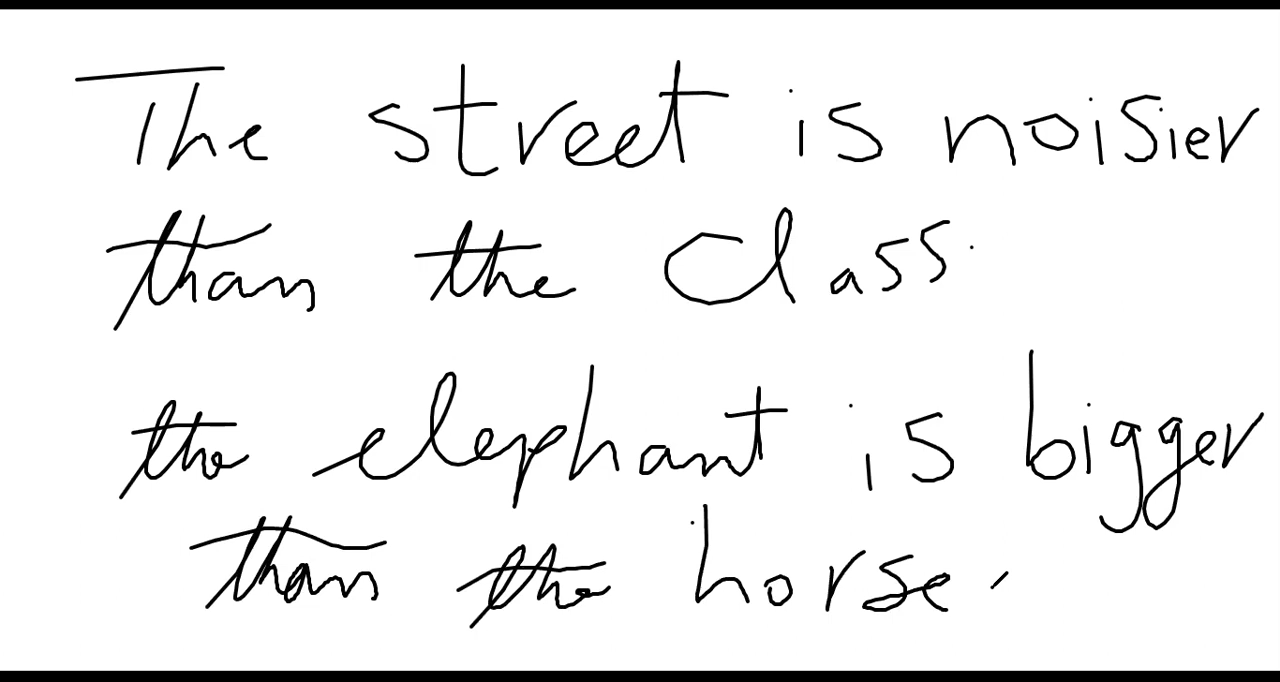 The street is noisier
than the class.
the elephant is bigger
than the horse.